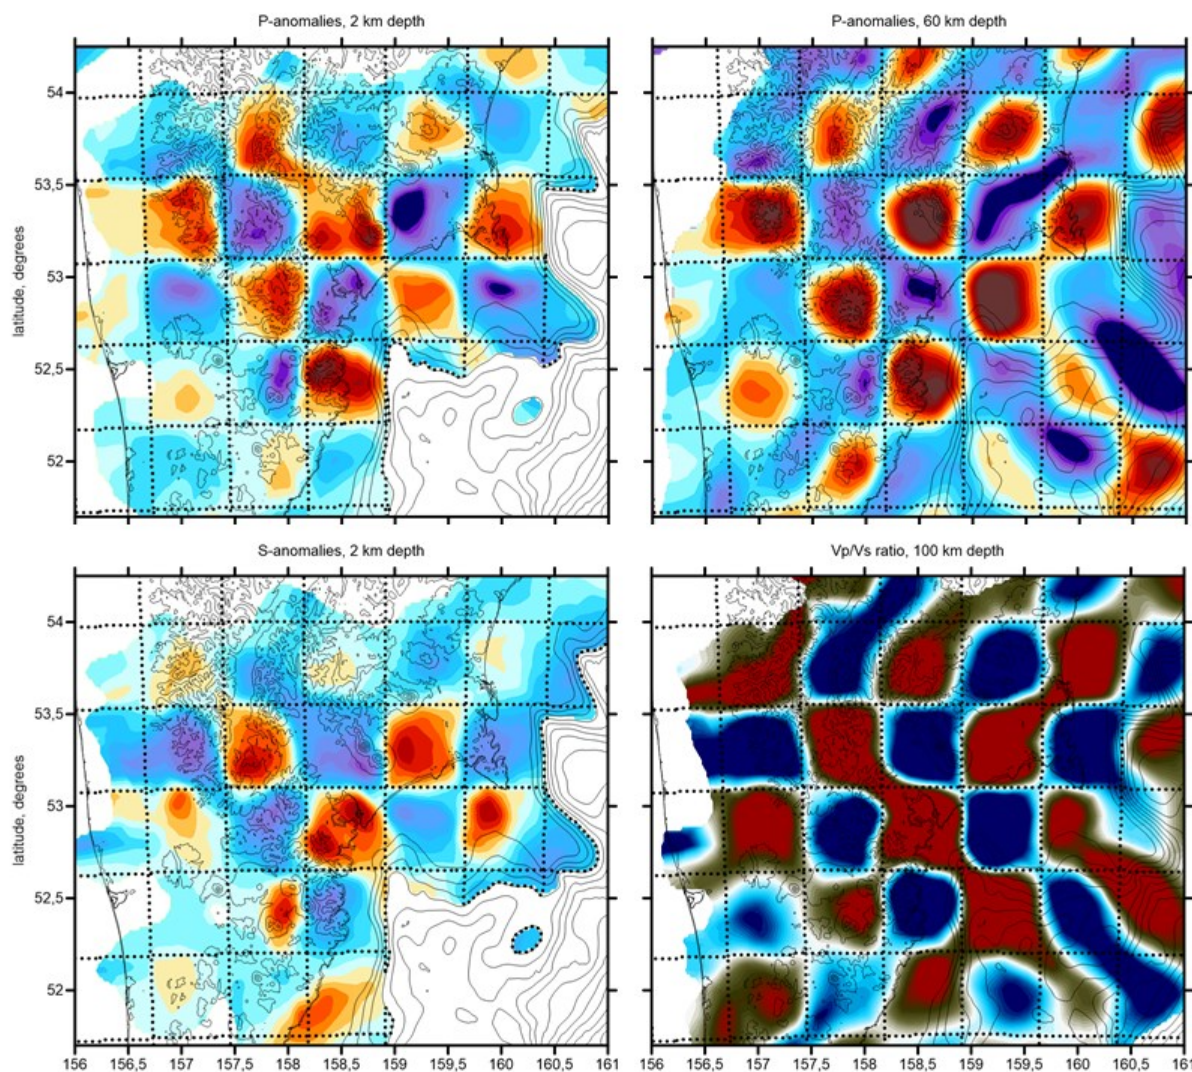 P-anomalies, 2 km depth
P-anomalies, 60 km depth
54
53,5
53
52,5
52
latitude, degrees
S-anomalies, 2 km depth
Vp/Vs ratio, 100 km depth
54
53,5
53
52,5
52
latitude, degrees
156 156,5 157 157,5 158 158,5 159 159,5 160 160,5 161
156 156,5 157 157,5 158 158,5 159 159,5 160 160,5 161